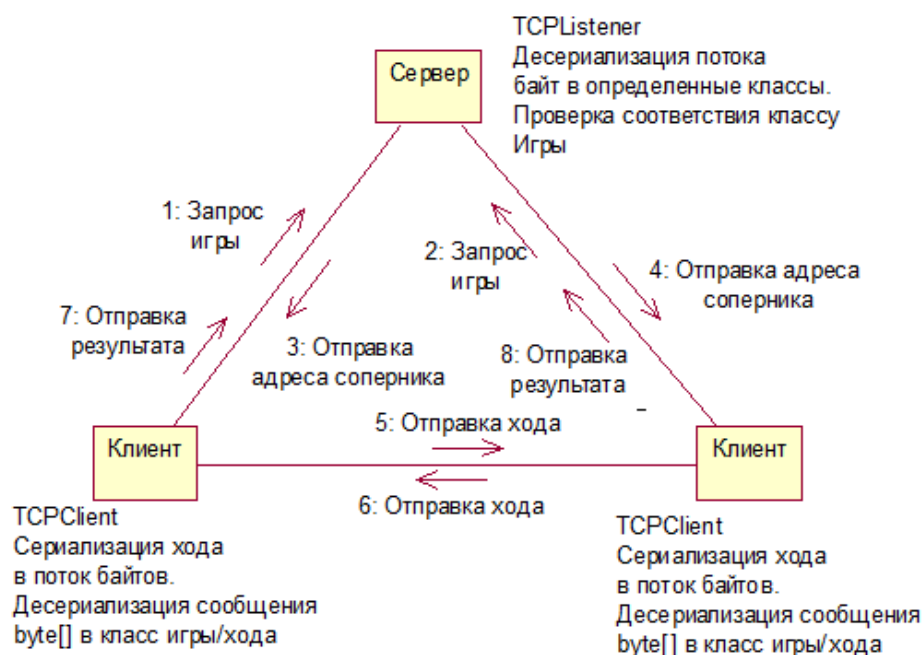 TCPListener
Десериализация потока
байт в определенные классы.
Проверка соответствия классу
Игры
Сервер
1: Запрос
игры
2: Запрос
игры
4: Отправка адреса
соперника
7: Отправка
результата
3: Отправка
адреса соперника
8: Отправка
результата
5: Отправка хода
Клиент
Клиент
6: Отправка хода
TCPClient
Сериализация хода
в поток байтов.
Десериализация сообщения
byte[] в класс игры/хода
TCPClient
Сериализация хода
в поток байтов.
Десериализация сообщения
byte[] в класс игры/хода